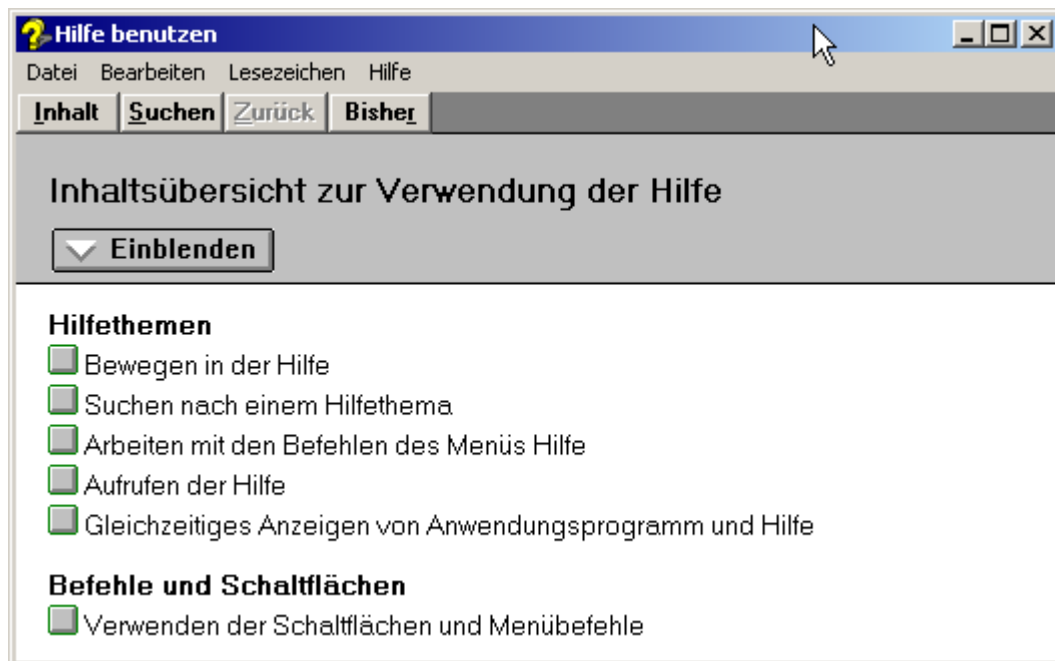 Hilfe benutzen
Datei Bearbeiten Lesezeichen Hilfe
Inhalt Suchen Zurück Bisher
Inhaltsübersicht zur Verwendung der Hilfe
Einblenden
Hilfethemen
Bewegen in der Hilfe
Suchen nach einem Hilfethema
Arbeiten mit den Befehlen des Menüs Hilfe
Aufrufen der Hilfe
Gleichzeitiges Anzeigen von Anwendungsprogramm und Hilfe
Befehle und Schaltflächen
Verwenden der Schaltflächen und Menübefehle